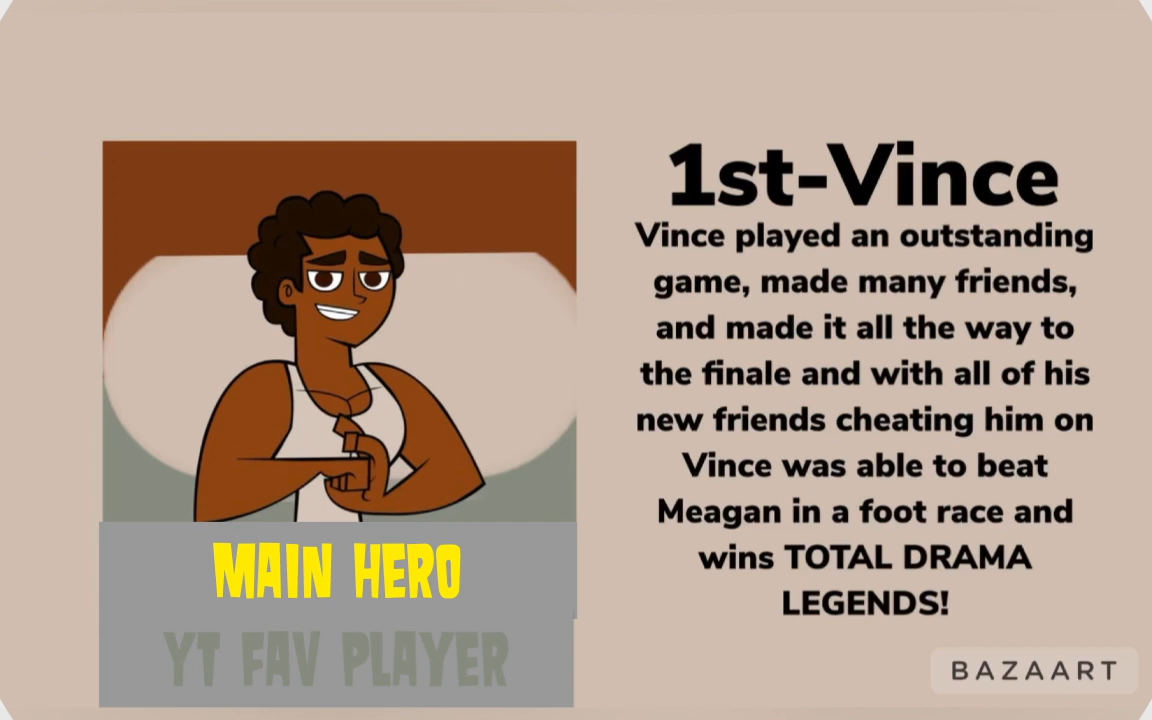 1st-Vince
Vince played an outstanding
game, made many friends,
and made it all the way to
the finale and with all of his
new friends cheating him on
Vince was able to beat
Meagan in a foot race and
wins TOTAL DRAMA
LEGENDS!
MAIN HERO
YT FAV PLAYER
BAZAART